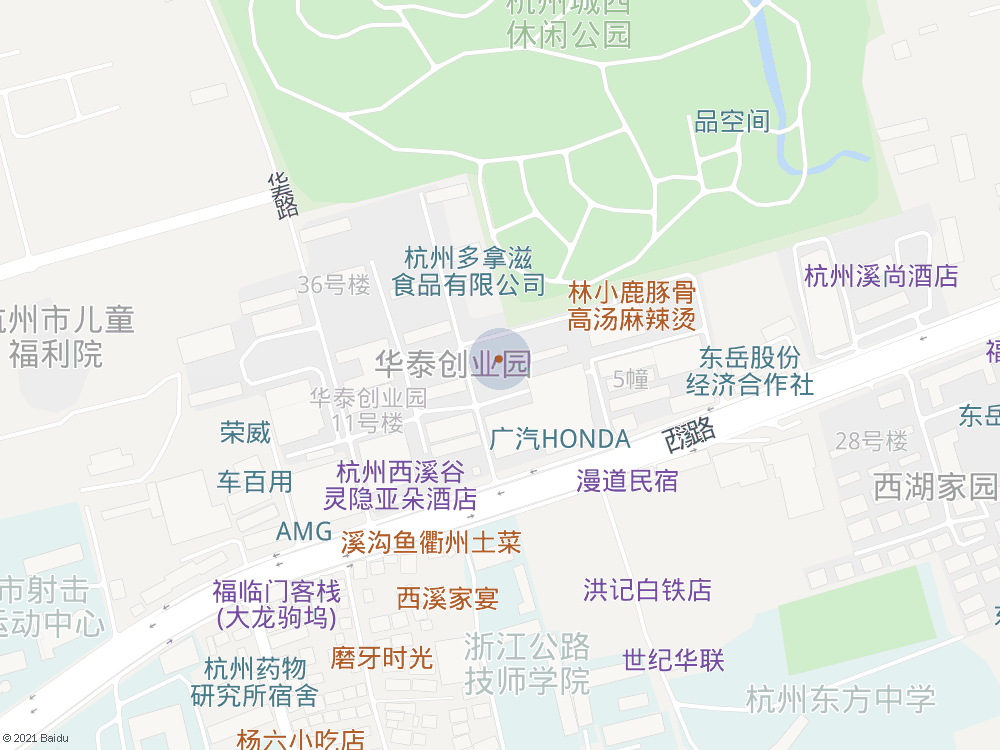 杭州城西
休闲公园
品空间
华泰路
杭州多拿滋
食品有限公司
36号楼
杭州溪尚酒店
林小鹿豚骨
高汤麻辣烫
杭州市儿童
福利院
华泰创业园
东岳股份
经济合作社
福
5幢
华泰创业园
11号楼
东岳
荣威
广汽HONDA
西溪路
28号楼
车百用
杭州西溪谷
灵隐亚朵酒店
漫道民宿
西湖家园
AMG
溪沟鱼衢州土菜
市射击
运动中心
福临门客栈
(大龙驹坞)
西溪家宴
洪记白铁店
浙江公路
技师学院
磨牙时光
世纪华联
杭州药物
研究所宿舍
杭州东方中学
杨六小吃店
© 2021 Baidu